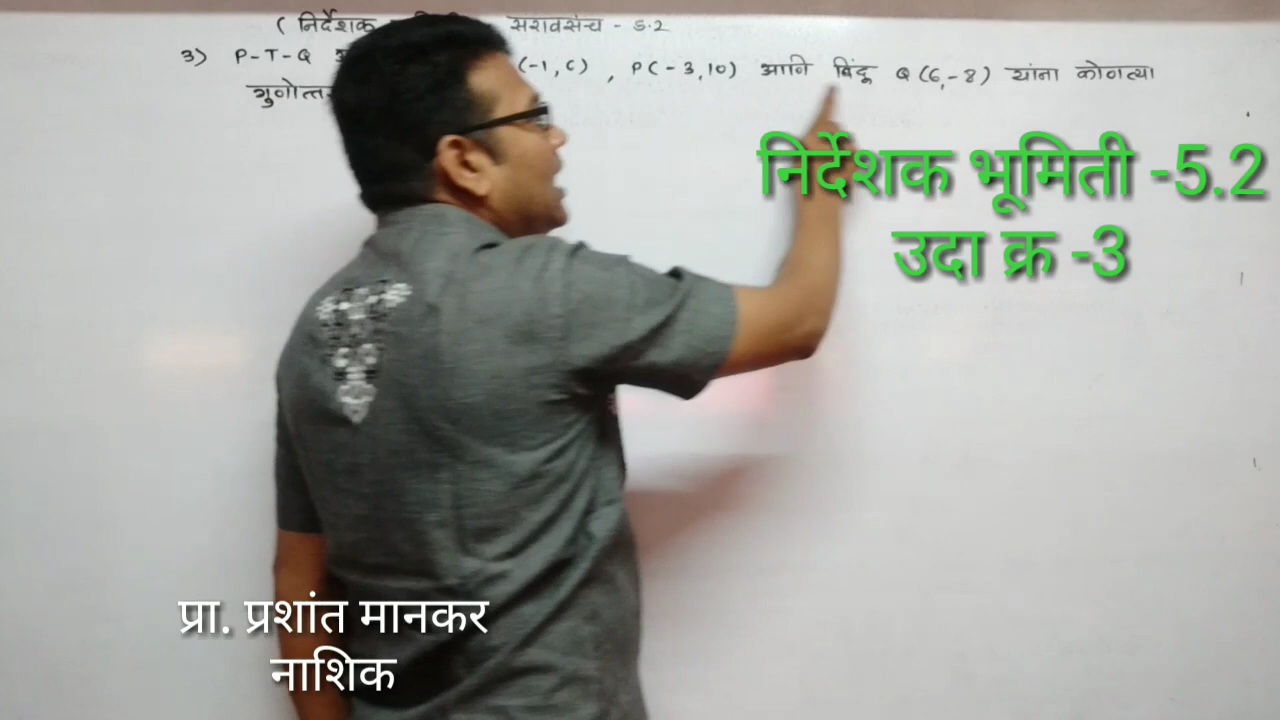 ( निर्देशक सरावसंच - 5.2
3) P-T-Q (-1, 6) , P(-3,10) आणि बिंदू Q (6,-8) यांना कोणत्या
निर्देशक भूमिती -5.2
उदा क्र -3
प्रा. प्रशांत मानकर
नाशिक